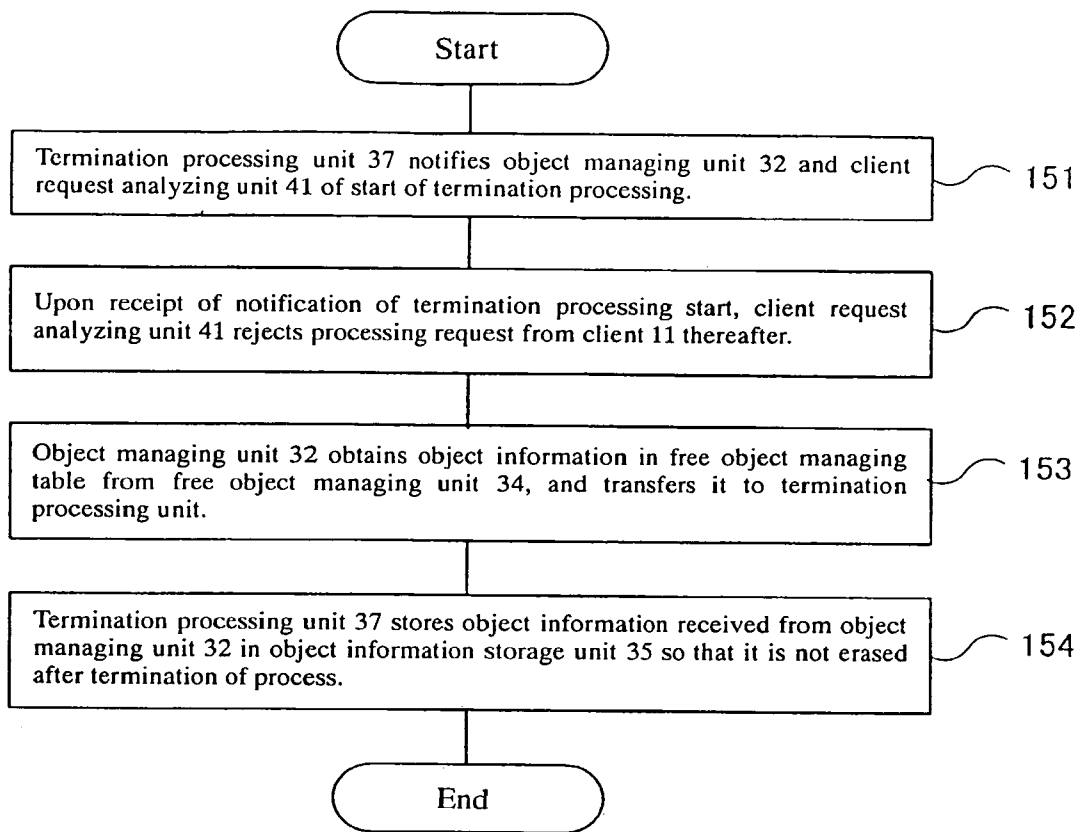 Start
Termination processing unit 37 notifies object managing unit 32 and client
request analyzing unit 41 of start of termination processing.
151
Upon receipt of notification of termination processing start, client request
analyzing unit 41 rejects processing request from client 11 thereafter.
152
Object managing unit 32 obtains object information in free object managing
table from free object managing unit 34, and transfers it to termination
processing unit.
153
Termination processing unit 37 stores object information received from object
managing unit 32 in object information storage unit 35 so that it is not erased
after termination of process.
154
End